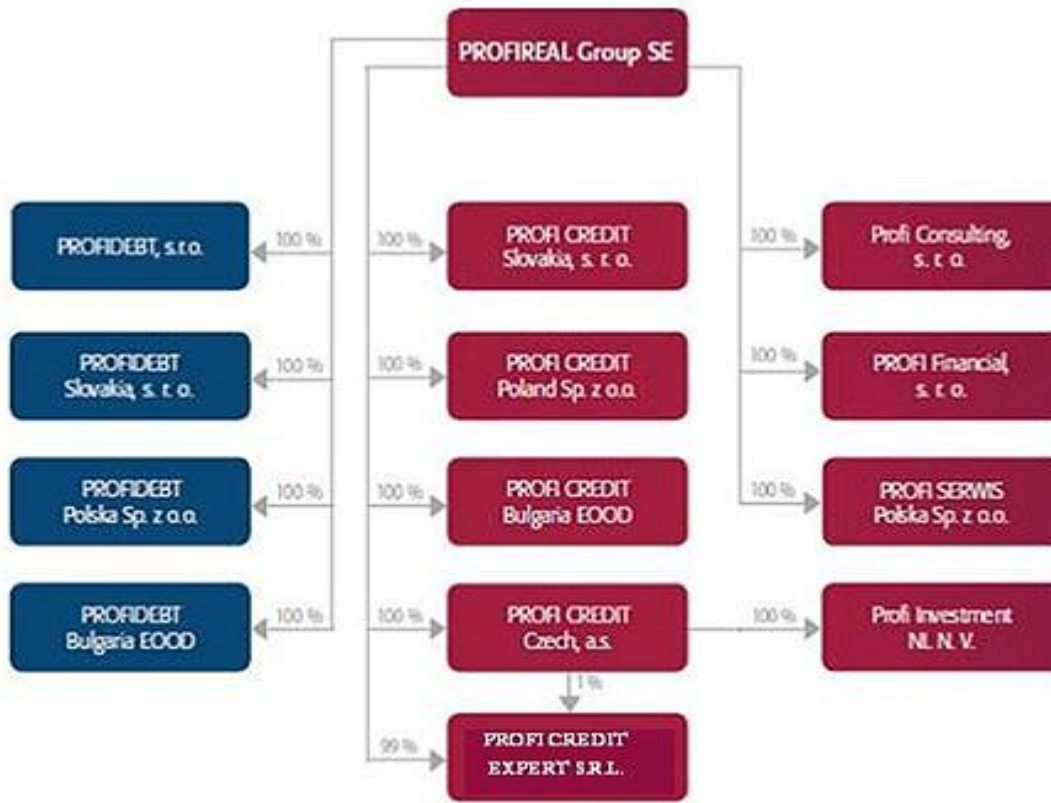 PROFIREAL Group SE
PROFIDEBT, s.r.o.
100 %
100 %
PROFI CREDIT
Slovakia, s. r. o.
100 %
Profi Consulting,
s. r. o.
PROFIDEBT
Slovakia, s. r. o.
100 %
100 %
PROFI CREDIT
Poland Sp. z o.o.
100 %
PROFI Financial,
s. r. o.
PROFIDEBT
Polska Sp. z o.o.
100 %
100 %
PROFI CREDIT
Bulgaria EOOD
100 %
PROFI SERWIS
Polska Sp. z o.o.
PROFIDEBT
Bulgaria EOOD
100 %
100 %
PROFI CREDIT
Czech, a.s.
100 %
Profi Investment
NL N. V.
1 %
99 %
PROFI CREDIT
EXPERT S.R.L.